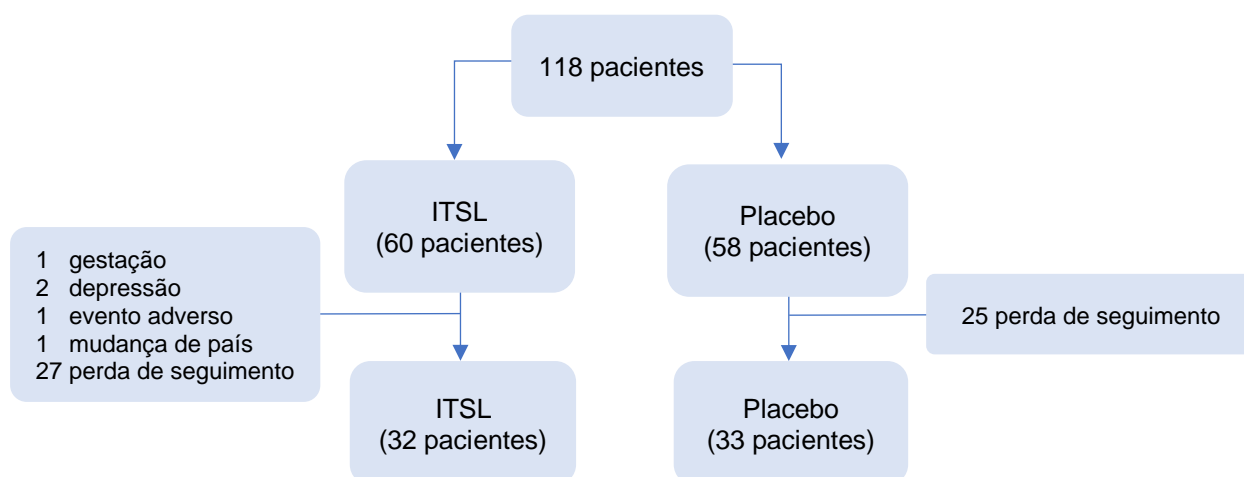 118 pacientes
ITSL
(60 pacientes)
Placebo
(58 pacientes)
1 gestação
2 depressão
1 evento adverso
1 mudança de país
27 perda de seguimento
25 perda de seguimento
ITSL
(32 pacientes)
Placebo
(33 pacientes)